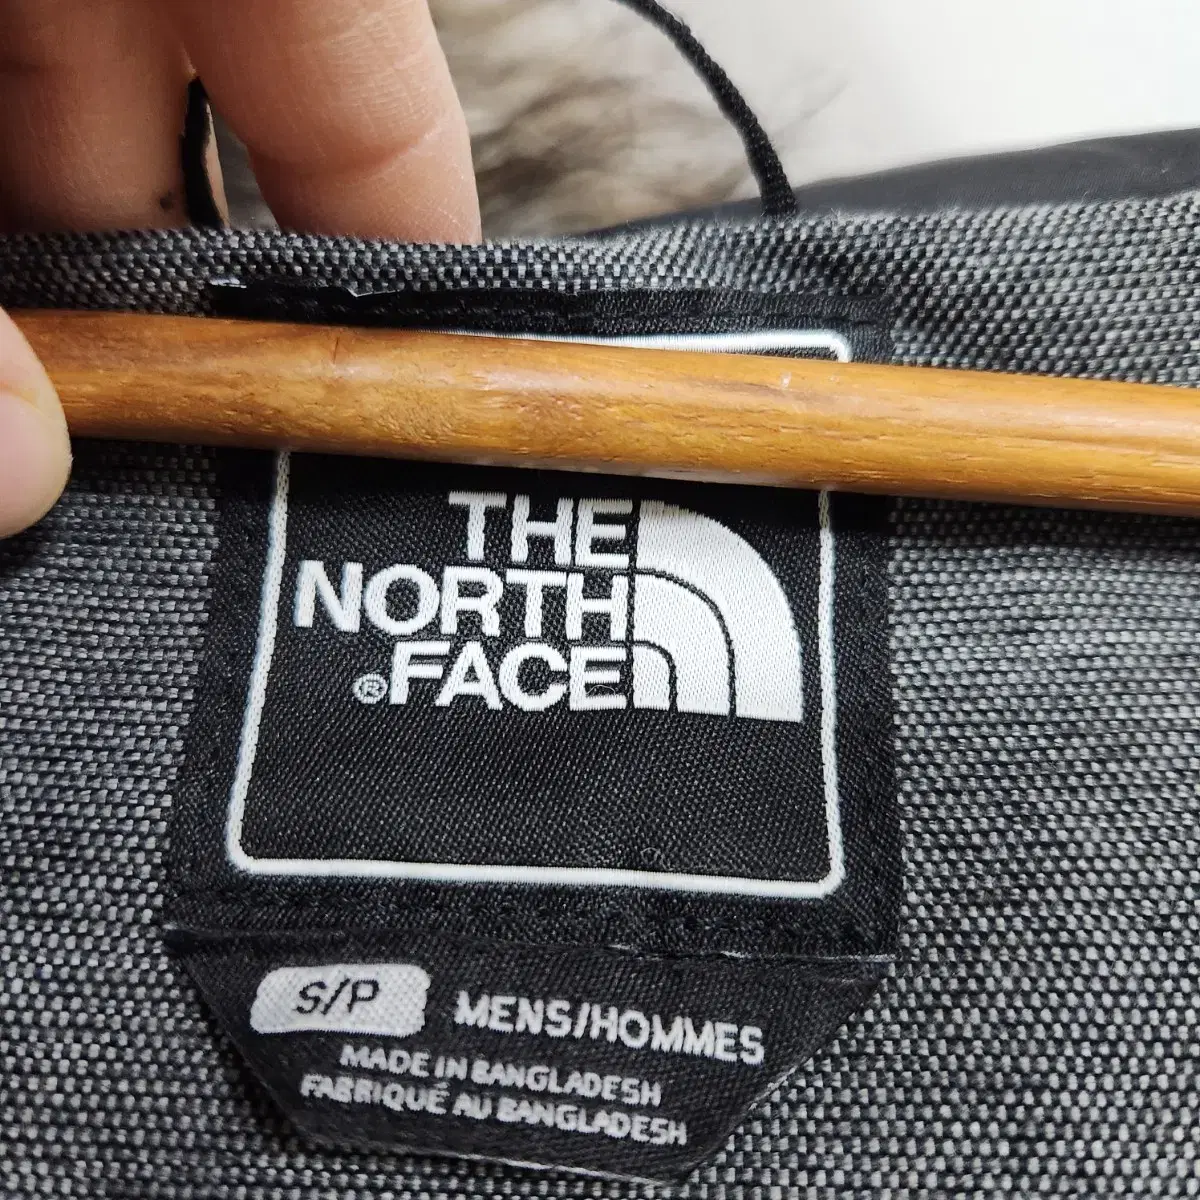 THE
NORTH
®FACE
S/P MENS/HOMMES
MADE IN BANGLADESH
FABRIQUÉ AU BANGLADESH